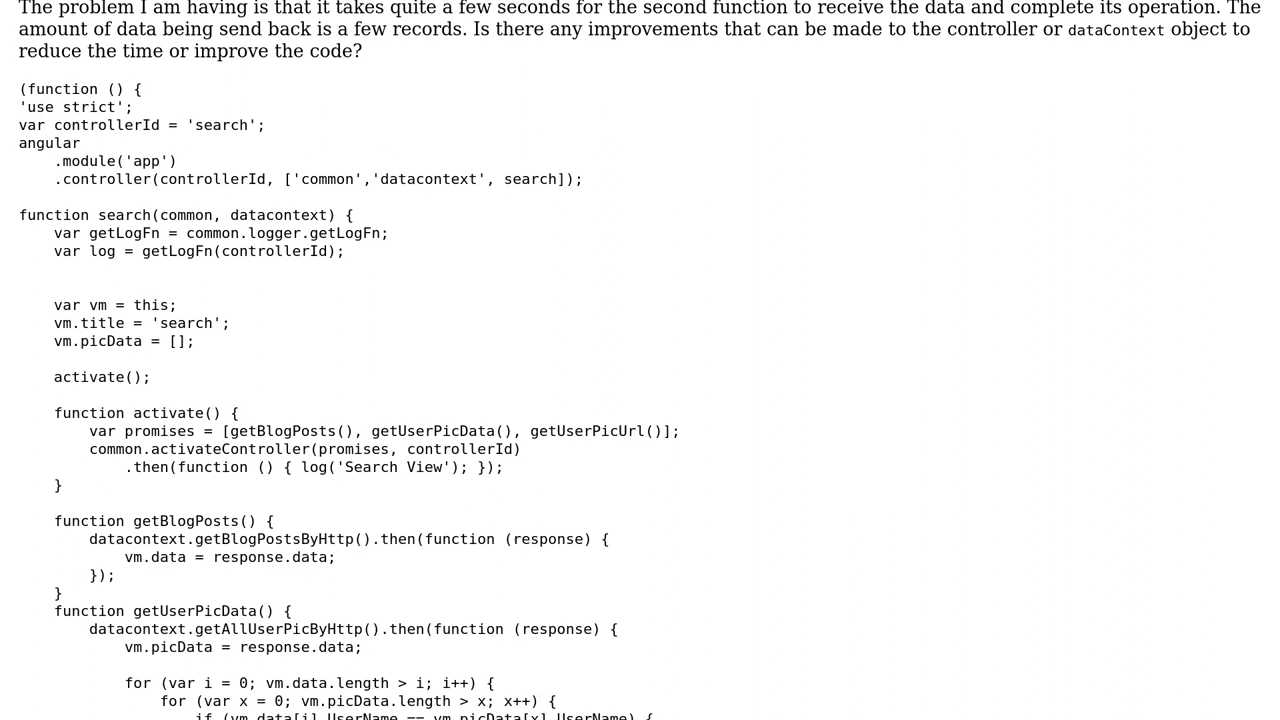 The problem I am having is that it takes quite a few seconds for the second function to receive the data and complete its operation. The
amount of data being send back is a few records. Is there any improvements that can be made to the controller or dataContext object to
reduce the time or improve the code?
(function () {
'use strict';
var controllerId = 'search';
angular
    .module('app')
    .controller(controllerId, ['common','datacontext', search]);
function search(common, datacontext) {
    var getLogFn = common.logger.getLogFn;
    var log = getLogFn(controllerId);
    var vm = this;
    vm.title = 'search';
    vm.picData = [];
    activate();
    function activate() {
        var promises = [getBlogPosts(), getUserPicData(), getUserPicUrl()];
        common.activateController(promises, controllerId)
            .then(function () { log('Search View'); });
    }
    function getBlogPosts() {
        datacontext.getBlogPostsByHttp().then(function (response) {
            vm.data = response.data;
        });
    }
    function getUserPicData() {
        datacontext.getAllUserPicByHttp().then(function (response) {
            vm.picData = response.data;
            for (var i = 0; vm.data.length > i; i++) {
                for (var x = 0; vm.picData.length > x; x++) {
                    if (vm.data[i].UserName == vm.picData[x].UserName) {